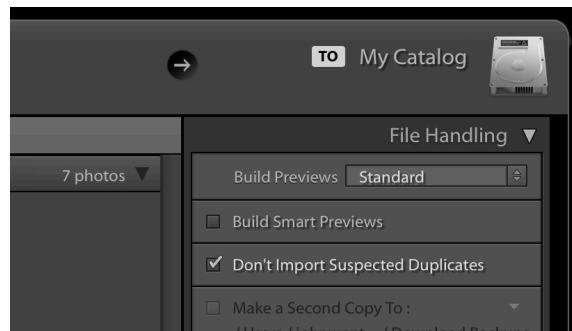 TO My Catalog
File Handling
7 photos
Build Previews Standard
Build Smart Previews
Don't Import Suspected Duplicates
Make a Second Copy To :